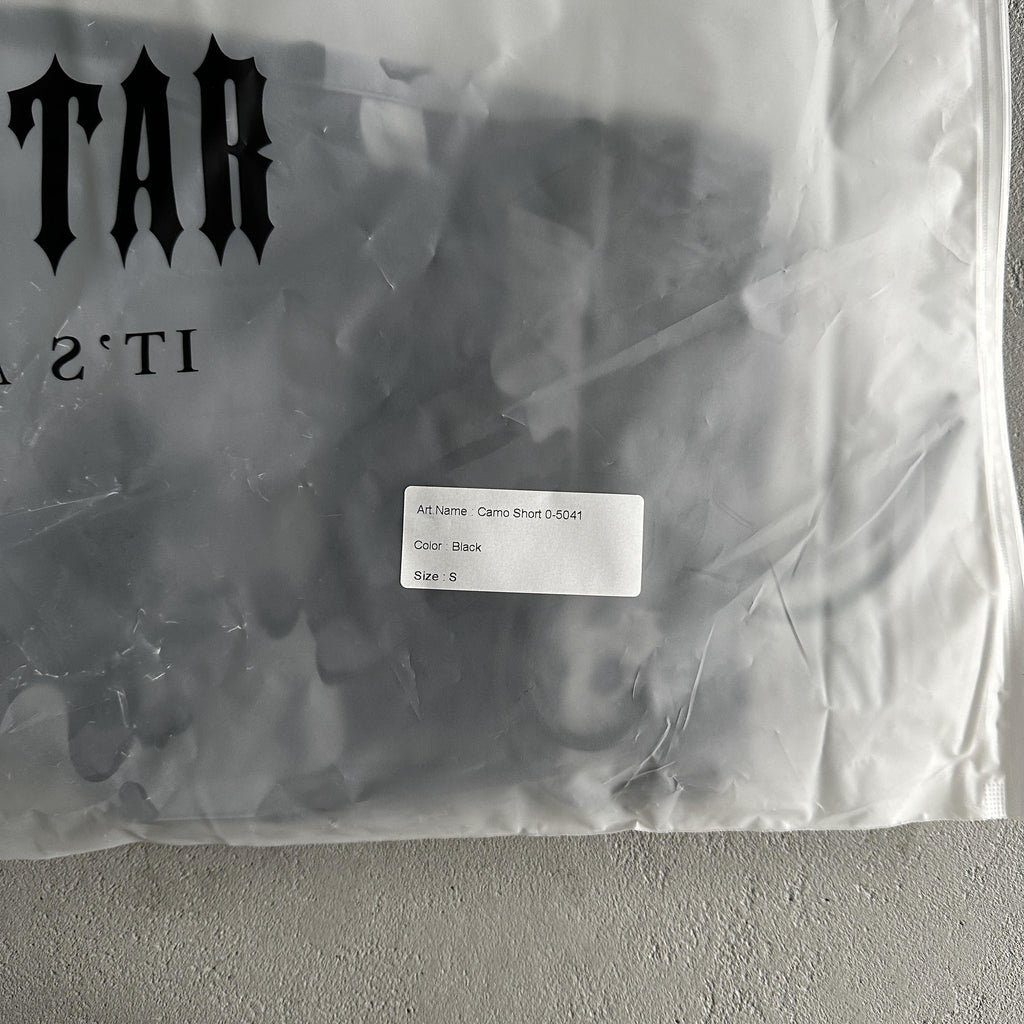 TAR
IT'S
Art.Name : Camo Short 0-5041
Color : Black
Size : S